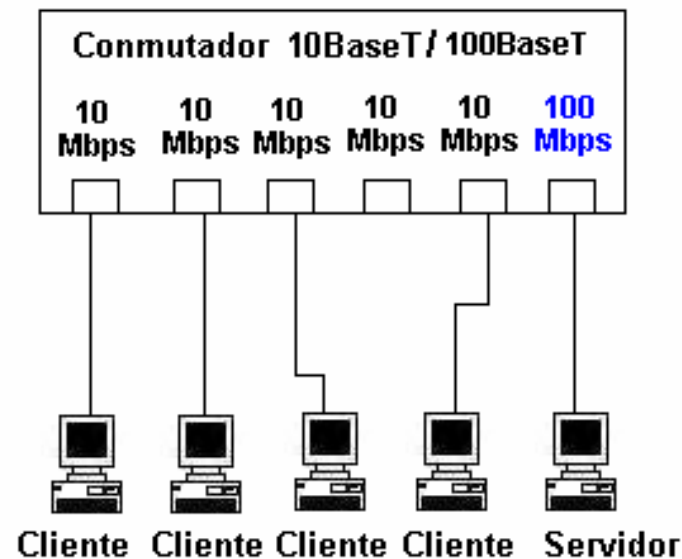 Conmutador 10BaseT/100BaseT
10 10 10 10 10 100
Mbps Mbps Mbps Mbps Mbps Mbps
Cliente Cliente Cliente Cliente Servidor